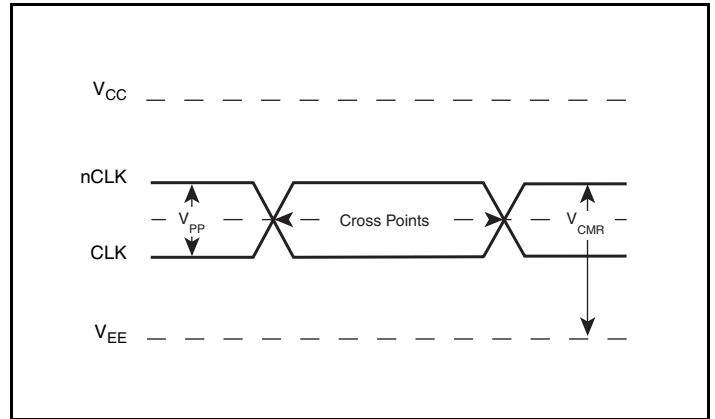 VCC
nCLK
VPP
Cross Points
VCMR
CLK
VEE